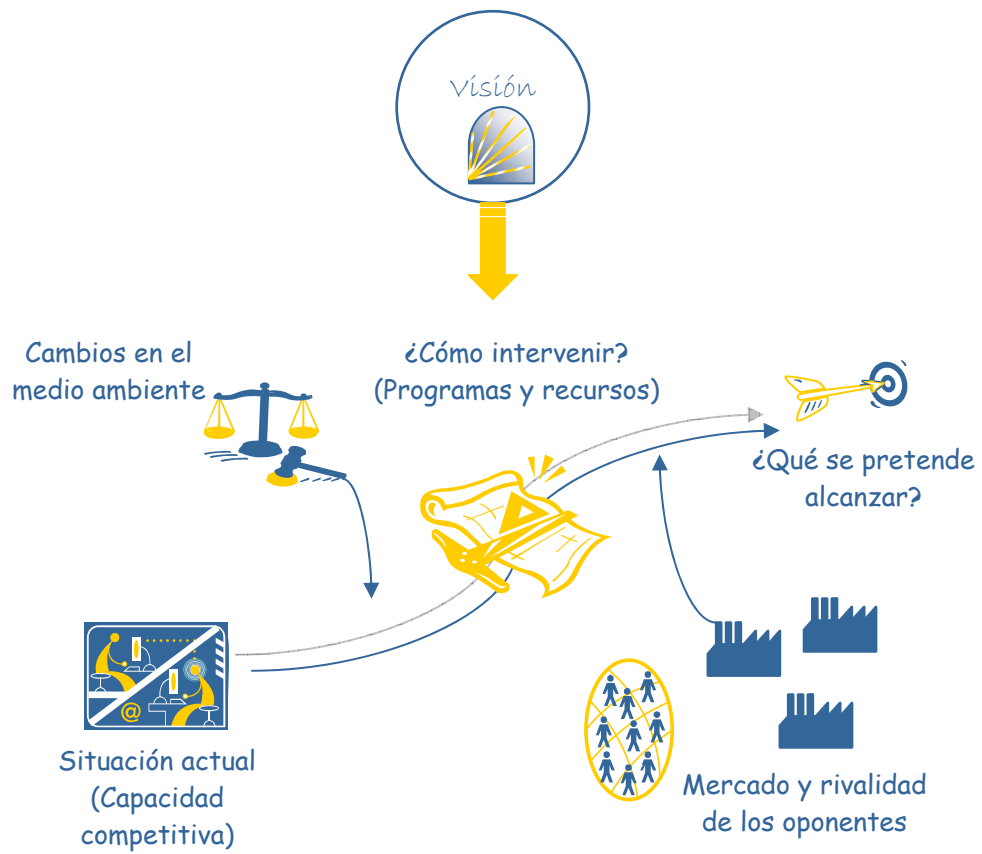 Visión
Cambios en el
medio ambiente
¿Cómo intervenir?
(Programas y recursos)
¿Qué se pretende
alcanzar?
@
Situación actual
(Capacidad
competitiva)
Mercado y rivalidad
de los oponentes